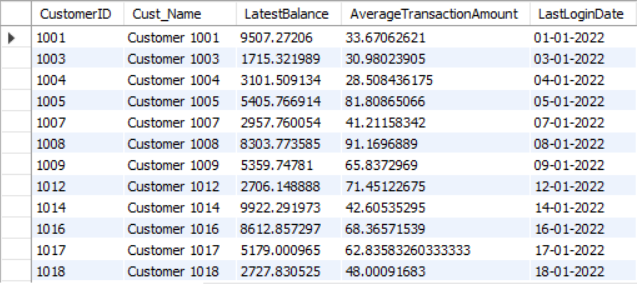 CustomerID Cust_Name LatestBalance AverageTransactionAmount LastLoginDate
1001 Customer 1001 9507.27206 33.67062621 01-01-2022
1003 Customer 1003 1715.321989 30.98023905 03-01-2022
1004 Customer 1004 3101.509134 28.508436175 04-01-2022
1005 Customer 1005 5405.766914 81.80865066 05-01-2022
1007 Customer 1007 2957.760054 41.21158342 07-01-2022
1008 Customer 1008 8303.773585 91.1696889 08-01-2022
1009 Customer 1009 5359.74781 65.8372969 09-01-2022
1012 Customer 1012 2706.148888 71.45122675 12-01-2022
1014 Customer 1014 9922.291973 42.60535295 14-01-2022
1016 Customer 1016 8612.857297 68.36571539 16-01-2022
1017 Customer 1017 5179.000965 62.83583260333333 17-01-2022
1018 Customer 1018 2727.830525 48.00091683 18-01-2022